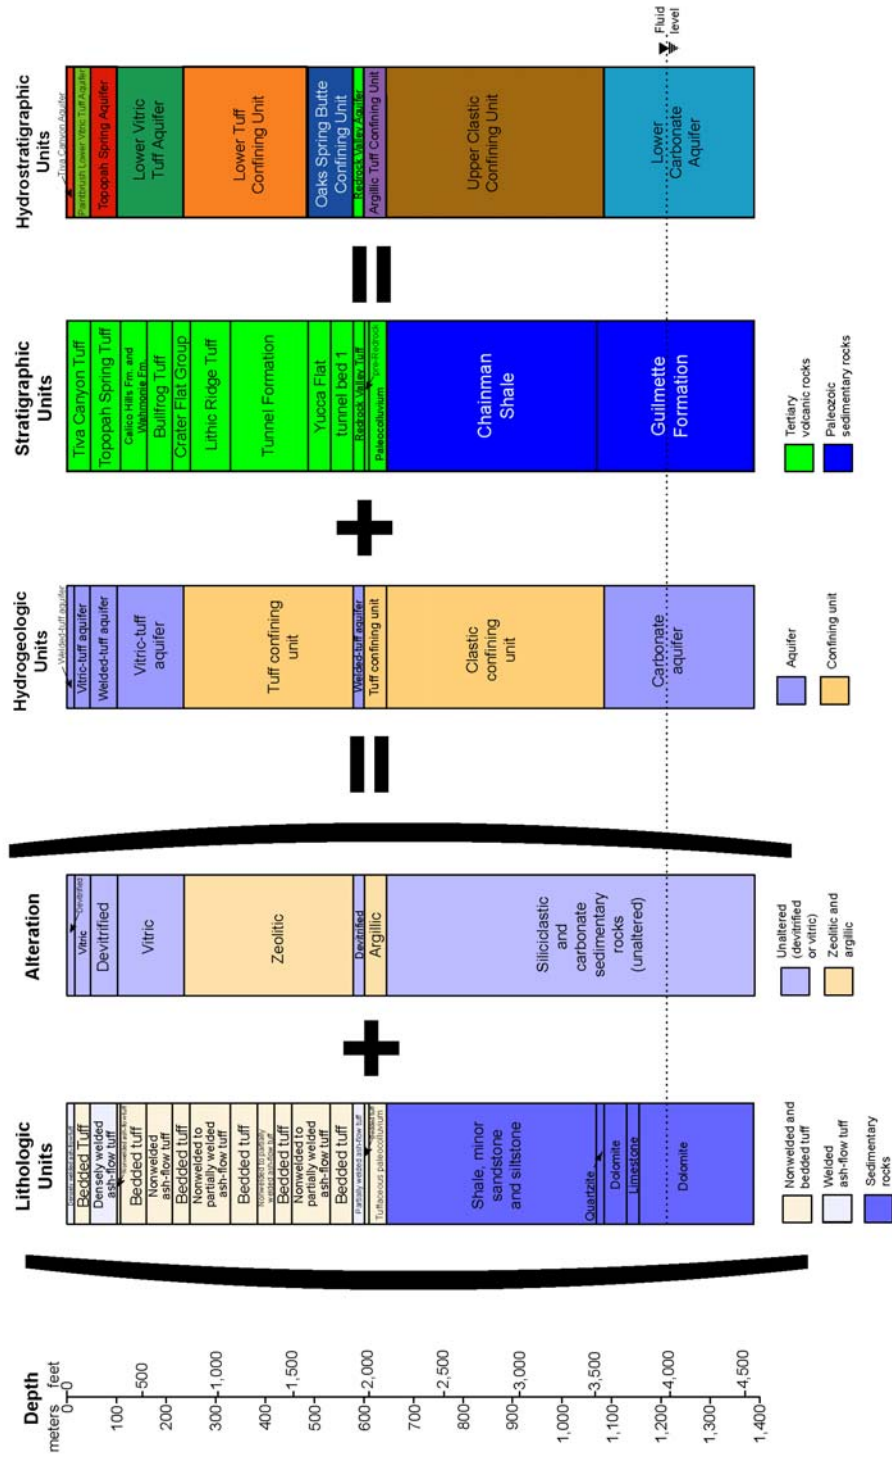 Depth
meters feet
0 0
100
200
300
400
500
600
700
800
900
1,000
1,100
1,200
1,300
1,400
500
1,000
1,500
2,000
2,500
3,000
3,500
4,000
4,500
Lithologic
Units
Bedded Tuff
Densely welded
ash-flow tuff
Bedded tuff
Nonwelded
ash-flow tuff
Bedded tuff
Nonwelded to
partially welded
ash-flow tuff
Bedded tuff
Nonwelded to partially
welded ash-flow tuff
Bedded tuff
Nonwelded to
partially welded
ash-flow tuff
Bedded tuff
Partially welded ash-flow tuff
Bedded tuff
Tuffaceous paleocolluvium
Shale, minor
sandstone
and siltstone
Quartzite
Dolomite
Limestone
Dolomite
Nonwelded and
bedded tuff
Welded
ash-flow tuff
Sedimentary
rocks
+
Alteration
Devitrified
Vitric
Devitrified
Vitric
Zeolitic
Devitrified
Argillic
Siliciclastic
and
carbonate
sedimentary
rocks
(unaltered)
Unaltered
(devitrified
or vitric)
Zeolitic and
argillic
=
Hydrogeologic
Units
Welded-tuff aquifer
Vitric-tuff aquifer
Welded-tuff aquifer
Vitric-tuff
aquifer
Tuff confining
unit
Welded-tuff aquifer
Tuff confining unit
Clastic
confining
unit
Carbonate
aquifer
Aquifer
Confining unit
+
Stratigraphic
Units
Tiva Canyon Tuff
Topopah Spring Tuff
Calico Hills Fm. and
Wahmonie Fm.
Bullfrog Tuff
Crater Flat Group
Lithic Ridge Tuff
Tunnel Formation
Yucca Flat
tunnel bed 1
Redrock Valley Tuff
pre-Redrock
Paleocolluvium
Chainman
Shale
Guilmette
Formation
Tertiary
volcanic rocks
Paleozoic
sedimentary rocks
=
Hydrostratigraphic
Units
Tiva Canyon Aquifer
Paintbrush Lower Vitric Tuff Aquifer
Topopah Spring Aquifer
Lower Vitric
Tuff Aquifer
Lower Tuff
Confining Unit
Oaks Spring Butte
Confining Unit
Redrock Valley Aquifer
Argillic Tuff Confining Unit
Upper Clastic
Confining Unit
Lower
Carbonate
Aquifer
Fluid
level